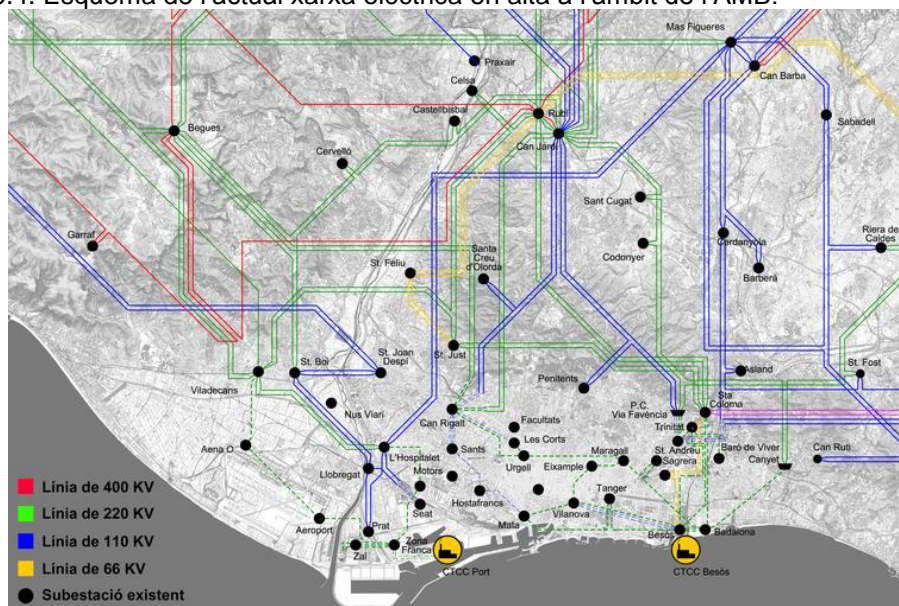 Esquema de l'actual xarxa elèctrica en alta a l'àmbit de l'AMB.
Mas Figueres
Praxair
Can Barba
Celsa
Castellbisbal
Rubí
Sabadell
Begues
Can Jardí
Cervelló
Sant Cugat
Garraf
Santa
Creu
d'Olorda
Cerdanyola
Riera de
Caldes
Codonyer
St. Feliu
Barberà
St. Just
St. Boi
St. Joan
Despí
Asland
St. Fost
Viladecans
Penitents
Sta.
Coloma
P.C.
Via Favència
Nus Viari
Can Rigalt
Facultats
Trinitat
Aena O.
Les Corts
L'Hospitalet
Sants
Maragall
St. Andreu
Baró de Viver
Can Ruti
Urgell
Eixample
Sagrera
Canyet
Llobregat
Motors
Tanger
Hostafrancs
Línia de 400 KV
Seat
Mata
Vilanova
Línia de 220 KV
Aeroport
Prat
Besòs
Badalona
Línia de 110 KV
Zal
Zona
Franca
Línia de 66 KV
CTCC Port
CTCC Besòs
Subestació existent